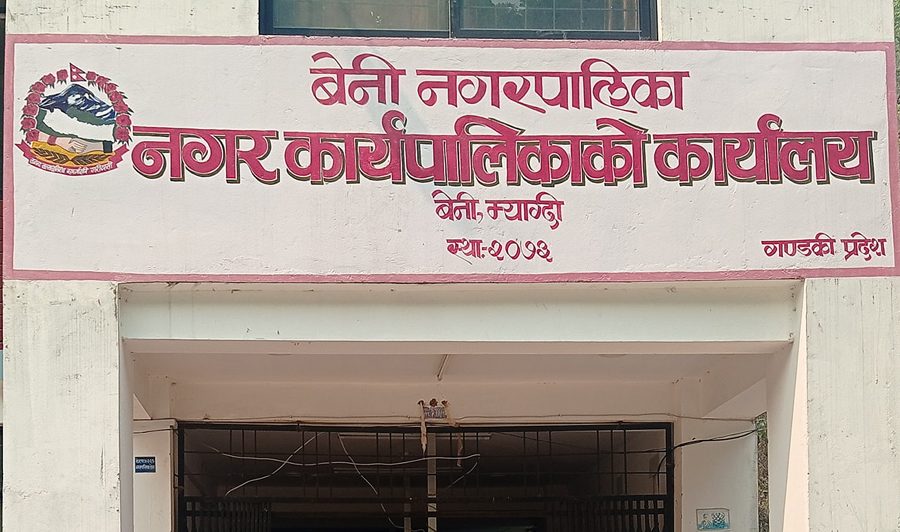 बेनी नगरपालिका
नगर कार्यपालिकाको कार्यालय
बेनी, म्याग्दी
स्था:-२०७३
गण्डकी प्रदेश